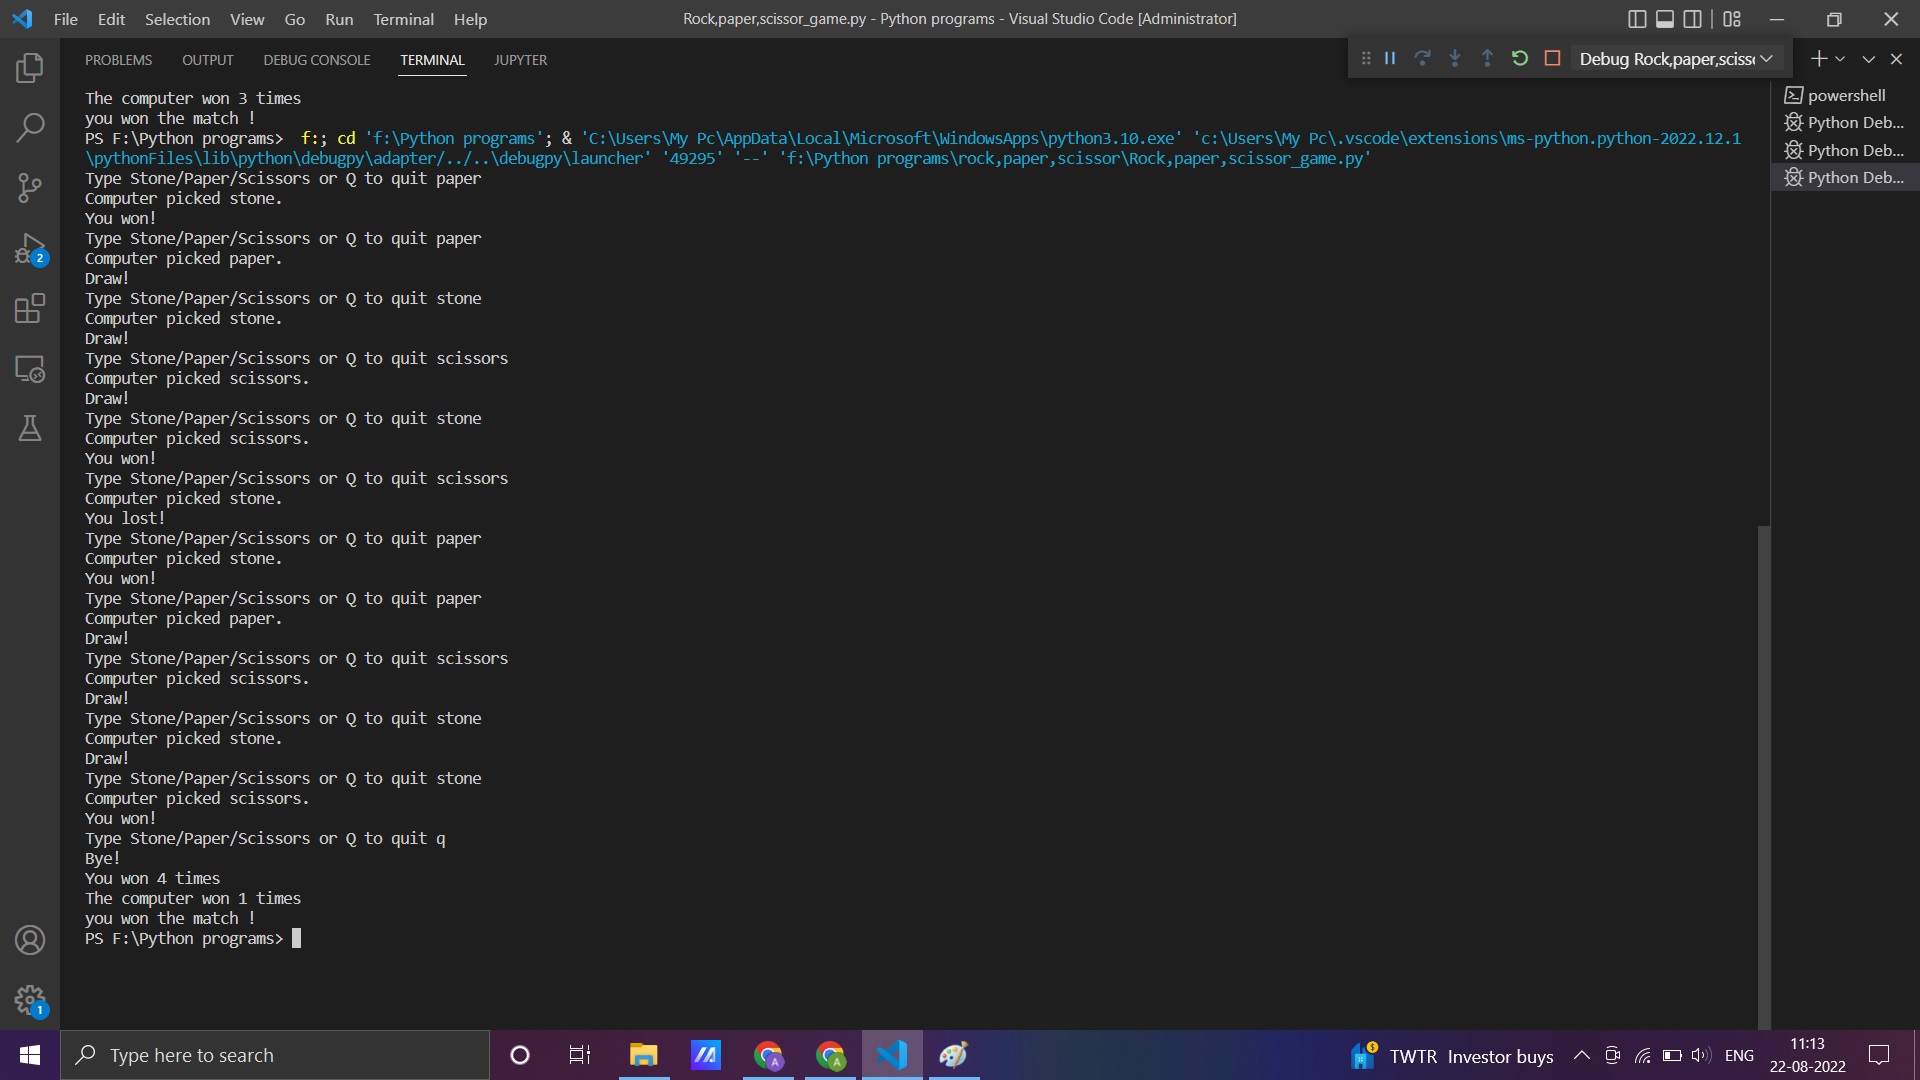 File Edit Selection View Go Run Terminal Help
Rock,paper,scissor_game.py - Python programs - Visual Studio Code [Administrator]
PROBLEMS OUTPUT DEBUG CONSOLE TERMINAL JUPYTER
Debug Rock,paper,sciss
The computer won 3 times
you won the match !
PS F:\Python programs>  f:; cd 'f:\Python programs'; & 'C:\Users\My Pc\AppData\Local\Microsoft\WindowsApps\python3.10.exe' 'c:\Users\My Pc\.vscode\extensions\ms-python.python-2022.12.1
\pythonFiles\lib\python\debugpy\adapter/../..\debugpy\launcher' '49295' '--' 'f:\Python programs\rock,paper,scissor\Rock,paper,scissor_game.py'
Type Stone/Paper/Scissors or Q to quit paper
Computer picked stone.
You won!
Type Stone/Paper/Scissors or Q to quit paper
Computer picked paper.
Draw!
Type Stone/Paper/Scissors or Q to quit stone
Computer picked stone.
Draw!
Type Stone/Paper/Scissors or Q to quit scissors
Computer picked scissors.
Draw!
Type Stone/Paper/Scissors or Q to quit stone
Computer picked scissors.
You won!
Type Stone/Paper/Scissors or Q to quit scissors
Computer picked stone.
You lost!
Type Stone/Paper/Scissors or Q to quit paper
Computer picked stone.
You won!
Type Stone/Paper/Scissors or Q to quit paper
Computer picked paper.
Draw!
Type Stone/Paper/Scissors or Q to quit scissors
Computer picked scissors.
Draw!
Type Stone/Paper/Scissors or Q to quit stone
Computer picked stone.
Draw!
Type Stone/Paper/Scissors or Q to quit stone
Computer picked scissors.
You won!
Type Stone/Paper/Scissors or Q to quit q
Bye!
You won 4 times
The computer won 1 times
you won the match !
PS F:\Python programs>
powershell
Python Deb...
Python Deb...
Python Deb...
2
1
Type here to search
A
A
TWTR Investor buys
ENG
11:13
22-08-2022